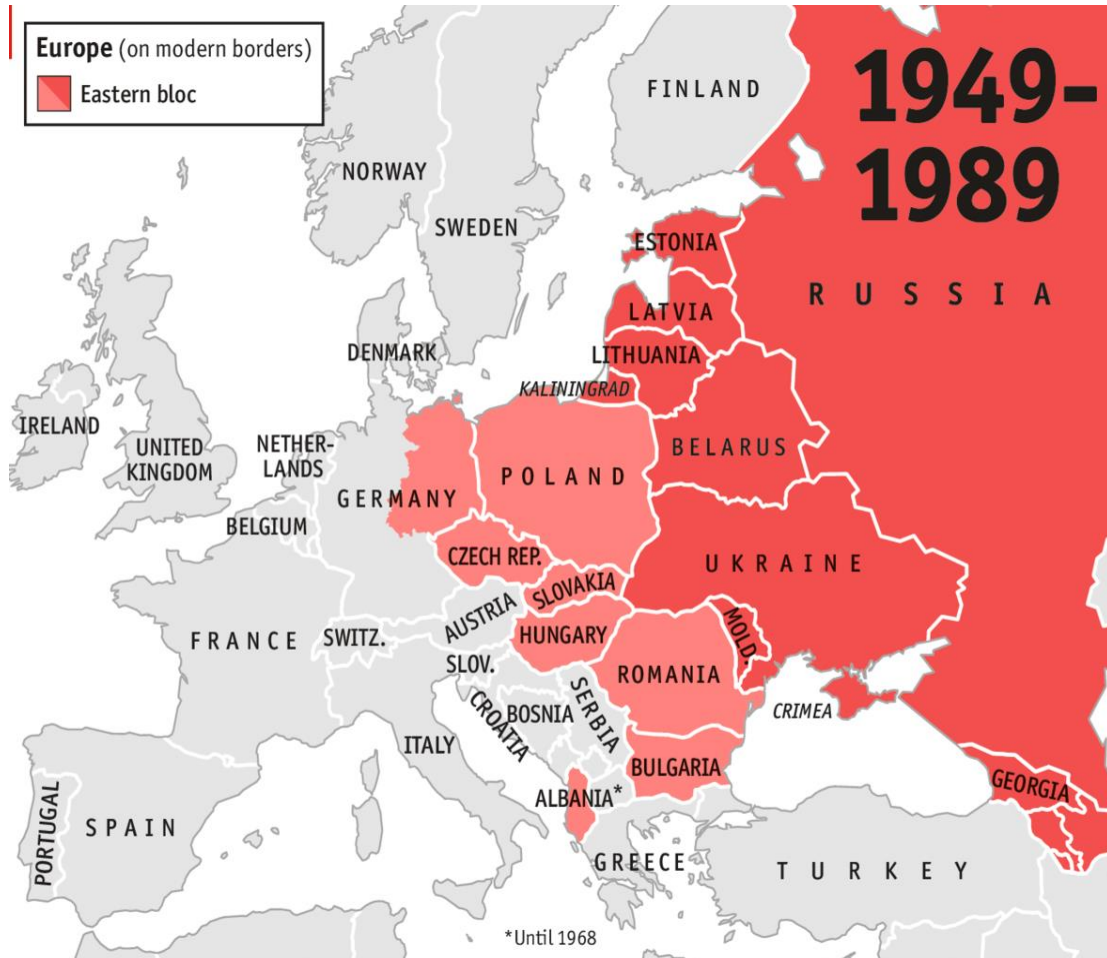 Europe (on modern borders)
Eastern bloc
1949-
1989
FINLAND
NORWAY
SWEDEN
ESTONIA
RUSSIA
LATVIA
DENMARK
LITHUANIA
KALININGRAD
IRELAND
UNITED
KINGDOM
NETHER-
LANDS
BELARUS
POLAND
GERMANY
BELGIUM
CZECH REP.
UKRAINE
SLOVAKIA
AUSTRIA
FRANCE
SWITZ.
HUNGARY
MOLD.
SLOV.
ROMANIA
CROATIA
BOSNIA
SERBIA
CRIMEA
ITALY
BULGARIA
GEORGIA
ALBANIA*
PORTUGAL
SPAIN
GREECE
TURKEY
*Until 1968